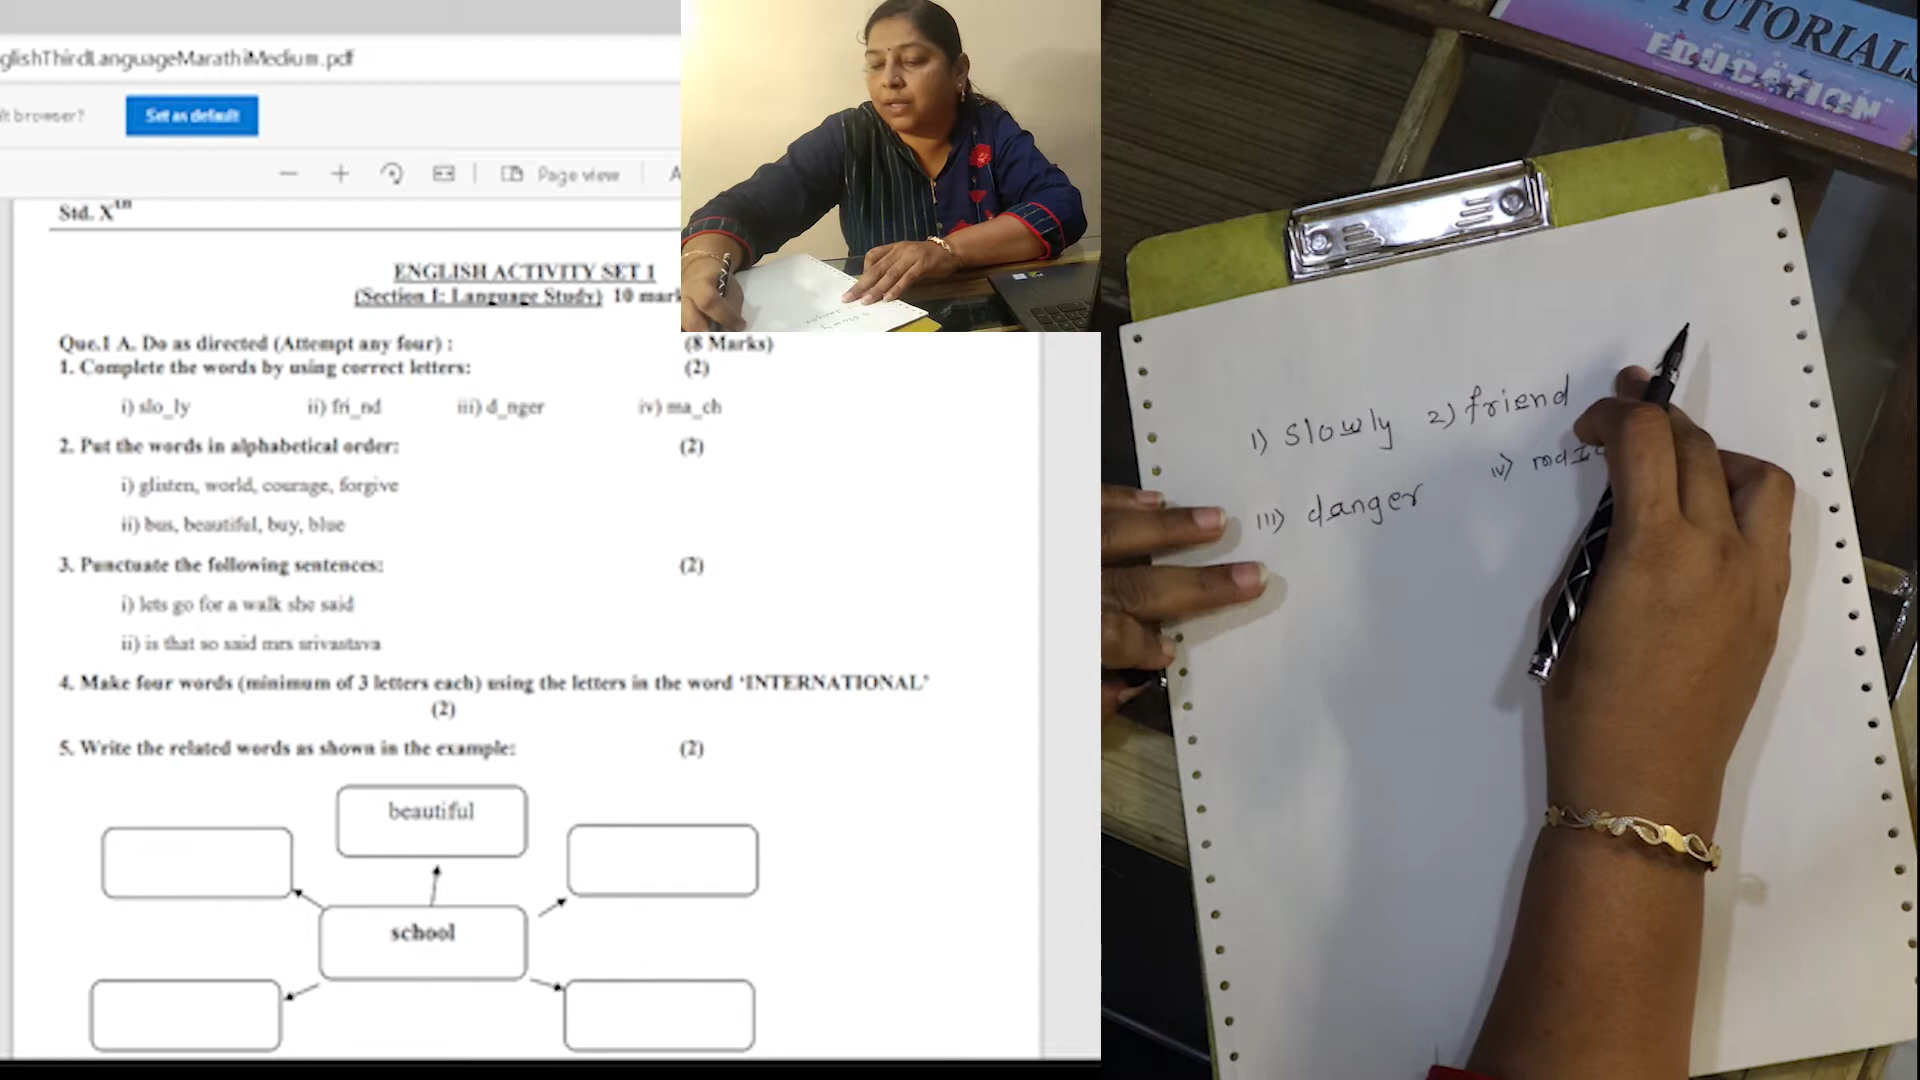 glishThirdLanguageMarathiMedium.pdf
lt browser?
Set as default
Page view
A
Std. Xth
ENGLISH ACTIVITY SET 1
(Section I: Language Study) 10 mark
Que.1 A. Do as directed (Attempt any four) : (8 Marks)
1. Complete the words by using correct letters: (2)
i) slo_ly ii) fri_nd iii) d_nger iv) ma_ch
2. Put the words in alphabetical order: (2)
i) glisten, world, courage, forgive
ii) bus, beautiful, buy, blue
3. Punctuate the following sentences: (2)
i) lets go for a walk she said
ii) is that so said mrs srivastava
4. Make four words (minimum of 3 letters each) using the letters in the word ‘INTERNATIONAL’
(2)
5. Write the related words as shown in the example: (2)
beautiful
school
TUTORIALS
EDUCATION
1) slowly 2) friend
iii) danger iv)